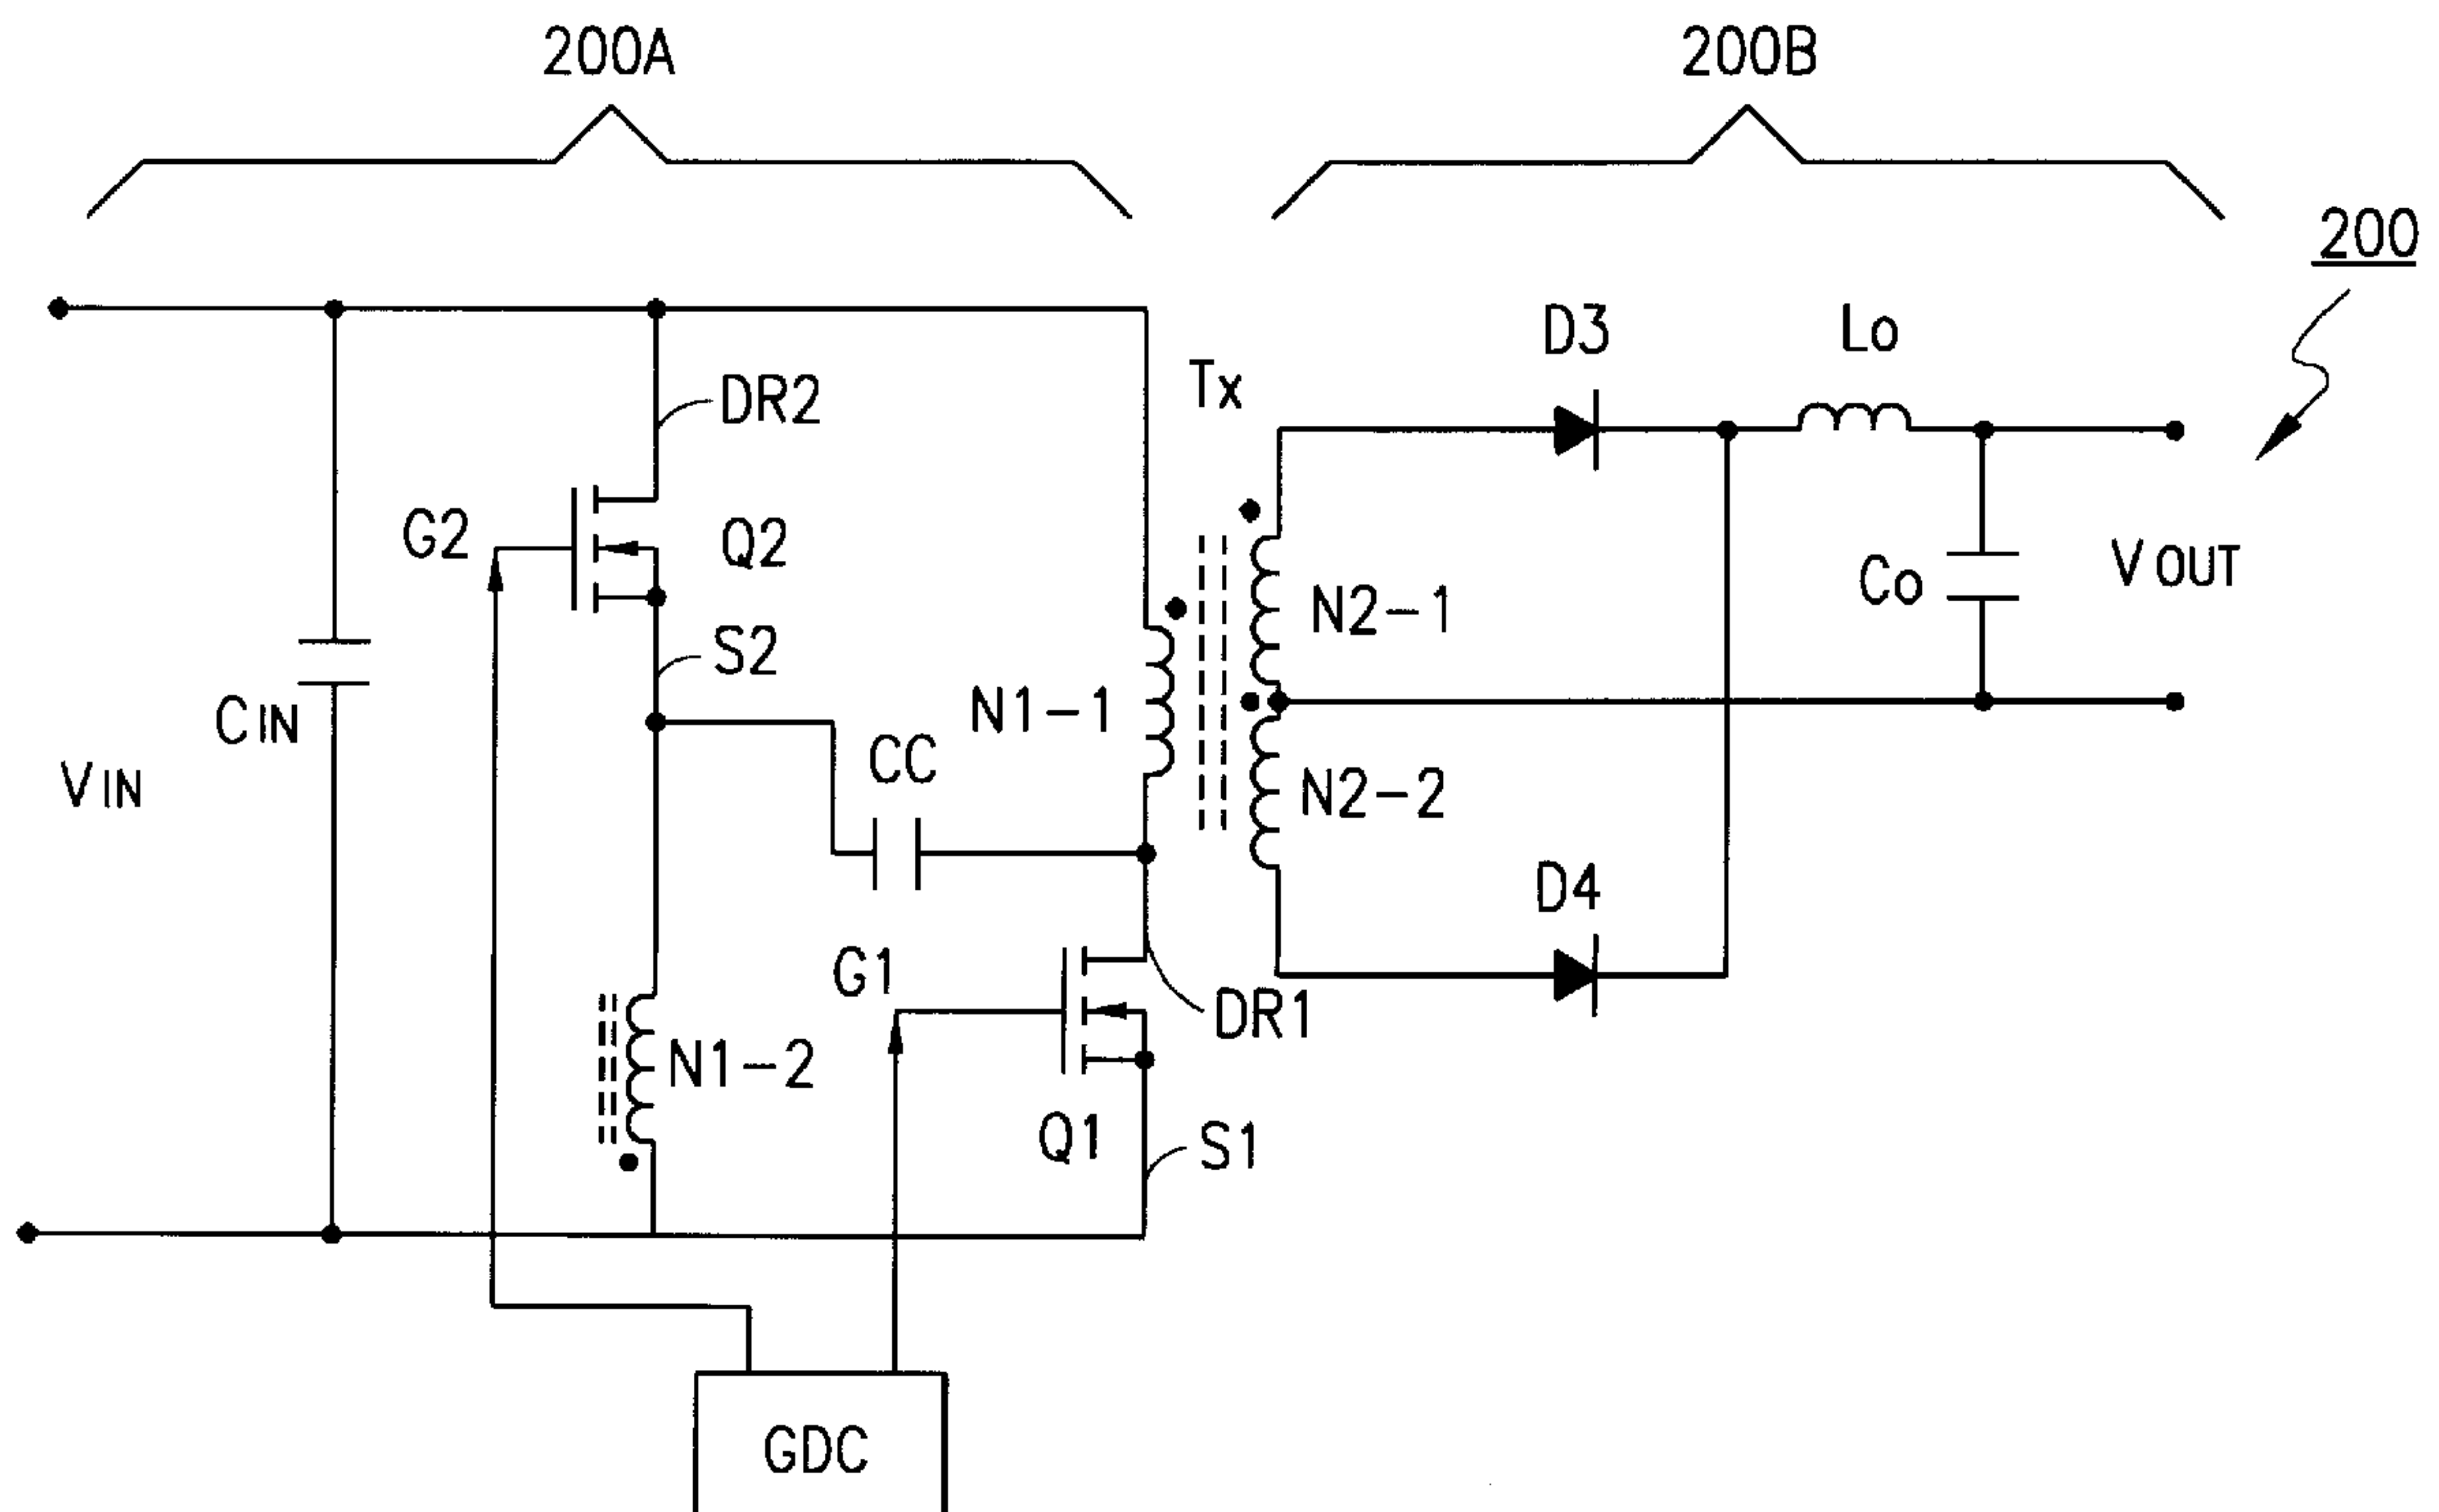 200A
200B
200
D3
Lo
Tx
DR2
G2
Q2
N2-1
Co
VOUT
S2
N1-1
CIN
CC
VIN
N2-2
D4
G1
DR1
N1-2
Q1
S1
GDC